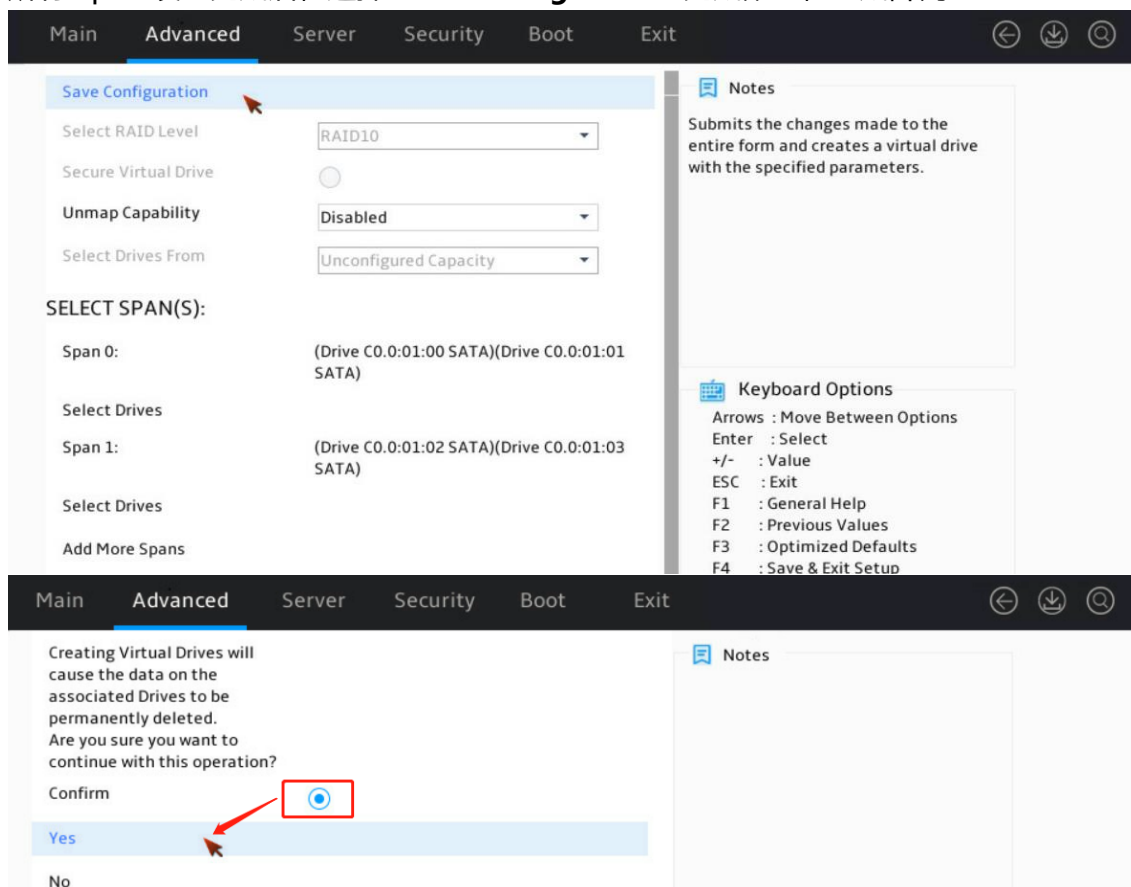 Main Advanced Server Security Boot Exit
Save Configuration
Select RAID Level RAID10
Secure Virtual Drive
Unmap Capability Disabled
Select Drives From Unconfigured Capacity
SELECT SPAN(S):
Span 0: (Drive C0.0:01:00 SATA)(Drive C0.0:01:01
SATA)
Select Drives
Span 1: (Drive C0.0:01:02 SATA)(Drive C0.0:01:03
SATA)
Select Drives
Add More Spans
Notes
Submits the changes made to the
entire form and creates a virtual drive
with the specified parameters.
Keyboard Options
Arrows : Move Between Options
Enter : Select
+/- : Value
ESC : Exit
F1 : General Help
F2 : Previous Values
F3 : Optimized Defaults
F4 : Save & Exit Setup
Main Advanced Server Security Boot Exit
Creating Virtual Drives will
cause the data on the
associated Drives to be
permanently deleted.
Are you sure you want to
continue with this operation?
Confirm
Yes
No
Notes